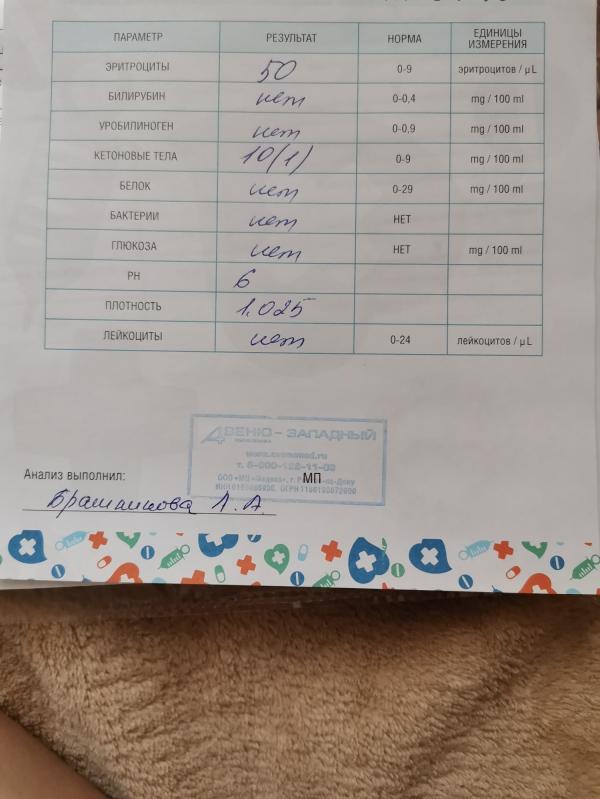 ПАРАМЕТР РЕЗУЛЬТАТ НОРМА ЕДИНИЦЫ ИЗМЕРЕНИЯ
ЭРИТРОЦИТЫ 50 0-9 эритроцитов / µL
БИЛИРУБИН нет 0-0,4 mg / 100 ml
УРОБИЛИНОГЕН нет 0-0,9 mg / 100 ml
КЕТОНОВЫЕ ТЕЛА 10(1) 0-9 mg / 100 ml
БЕЛОК нет 0-29 mg / 100 ml
БАКТЕРИИ нет НЕТ
ГЛЮКОЗА нет НЕТ mg / 100 ml
PH 6
ПЛОТНОСТЬ 1.025
ЛЕЙКОЦИТЫ нет 0-24 лейкоцитов / µL
АВЕНЮ - ЗАПАДНЫЙ
Анализ выполнил: МП
Брашникова Л. А.